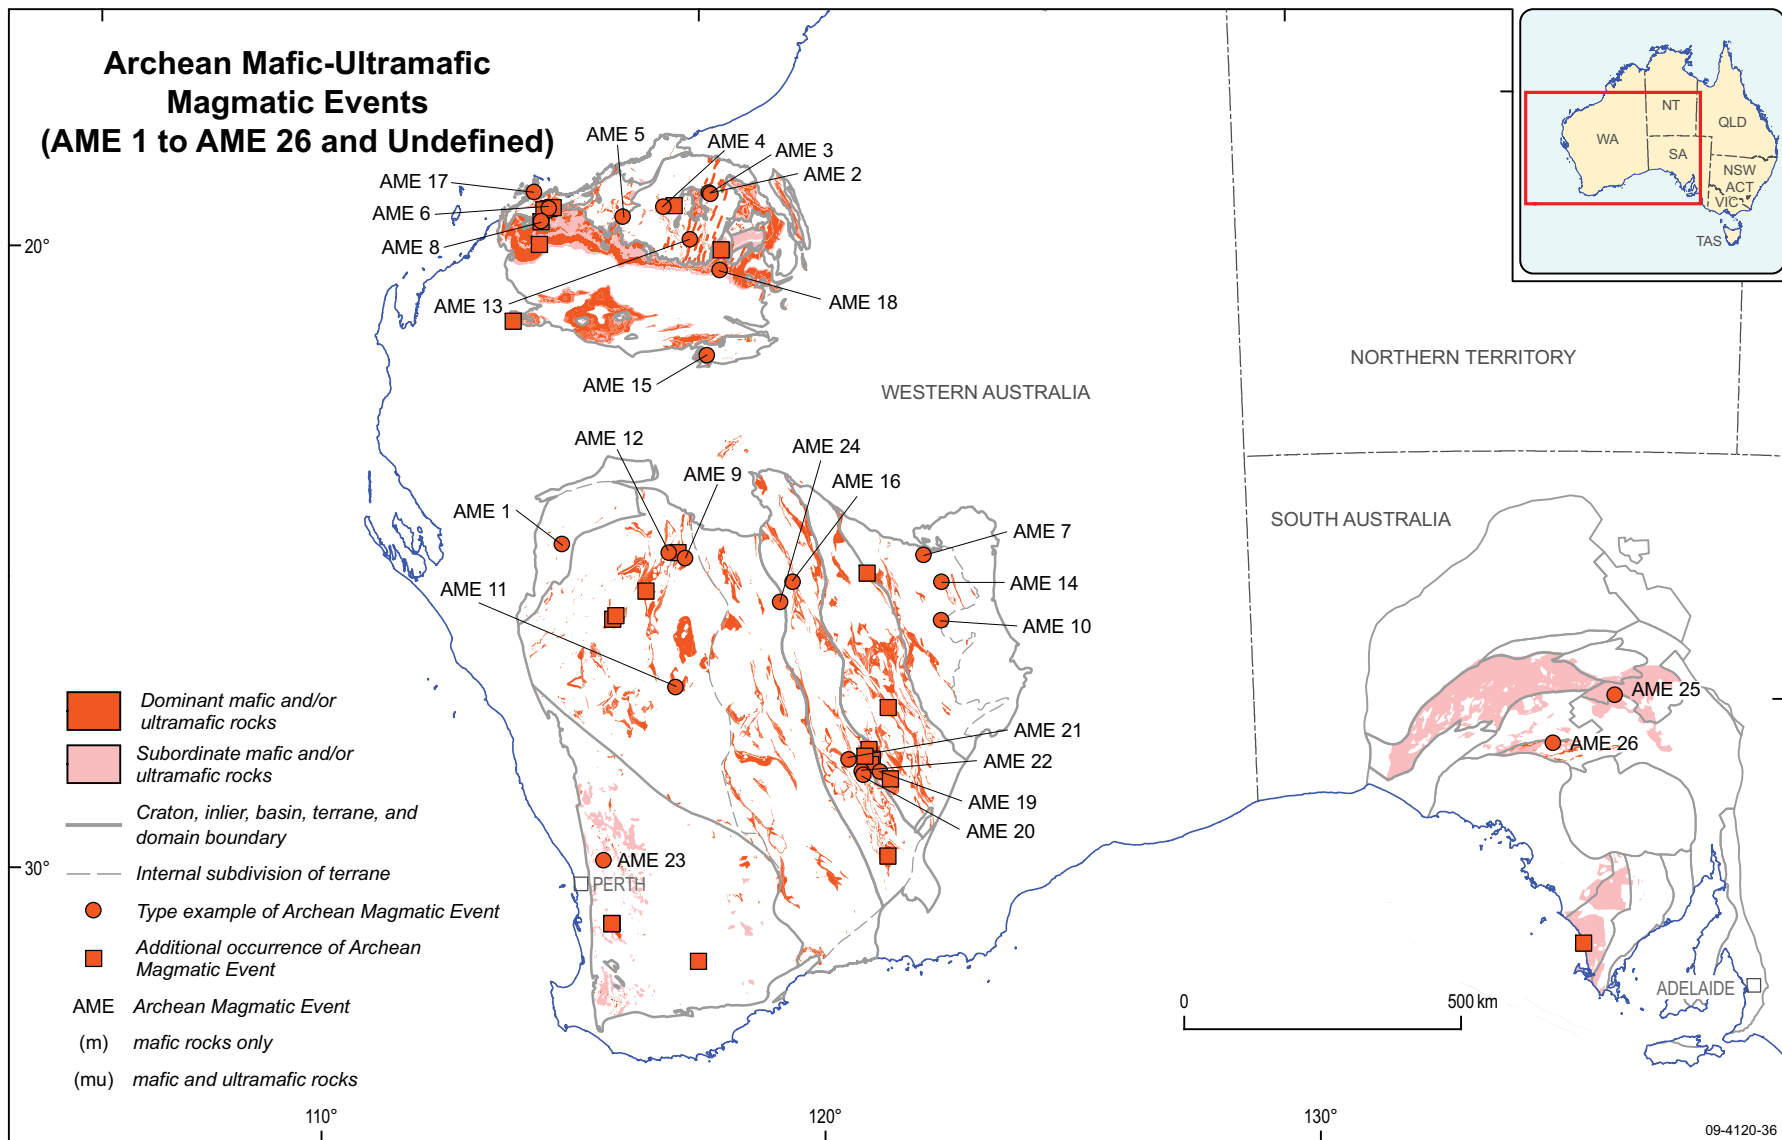 Archean Mafic-Ultramafic
Magmatic Events
(AME 1 to AME 26 and Undefined)
AME 5
AME 4
AME 3
AME 2
AME 17
AME 6
AME 8
AME 13
AME 18
AME 15
20°
NT
QLD
WA
SA
NSW
ACT
VIC
TAS
NORTHERN TERRITORY
WESTERN AUSTRALIA
SOUTH AUSTRALIA
AME 12
AME 24
AME 9
AME 16
AME 1
AME 7
AME 14
AME 11
AME 10
AME 25
AME 21
AME 26
AME 22
AME 19
AME 20
AME 23
PERTH
30°
Dominant mafic and/or
ultramafic rocks
Subordinate mafic and/or
ultramafic rocks
Craton, inlier, basin, terrane, and
domain boundary
Internal subdivision of terrane
Type example of Archean Magmatic Event
Additional occurrence of Archean
Magmatic Event
AME Archean Magmatic Event
(m) mafic rocks only
(mu) mafic and ultramafic rocks
0 500 km
ADELAIDE
110° 120° 130°
09-4120-36